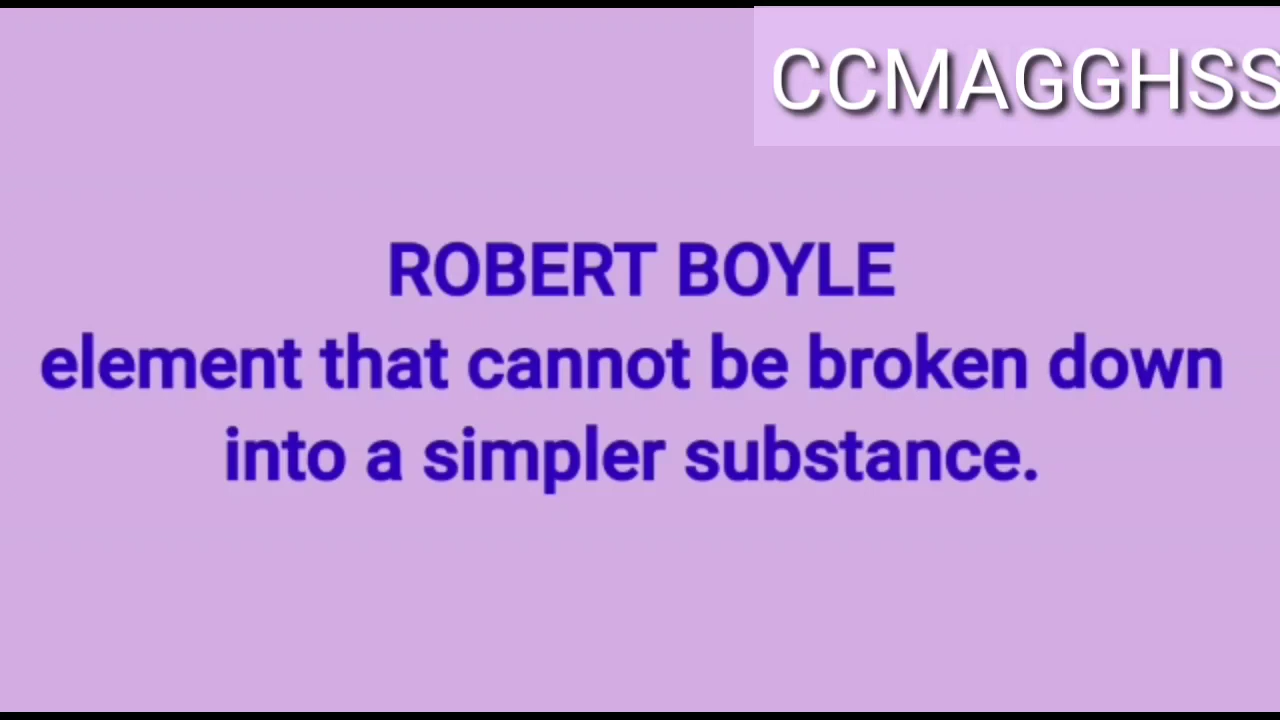 CCMAGGHSS
ROBERT BOYLE
element that cannot be broken down
into a simpler substance.